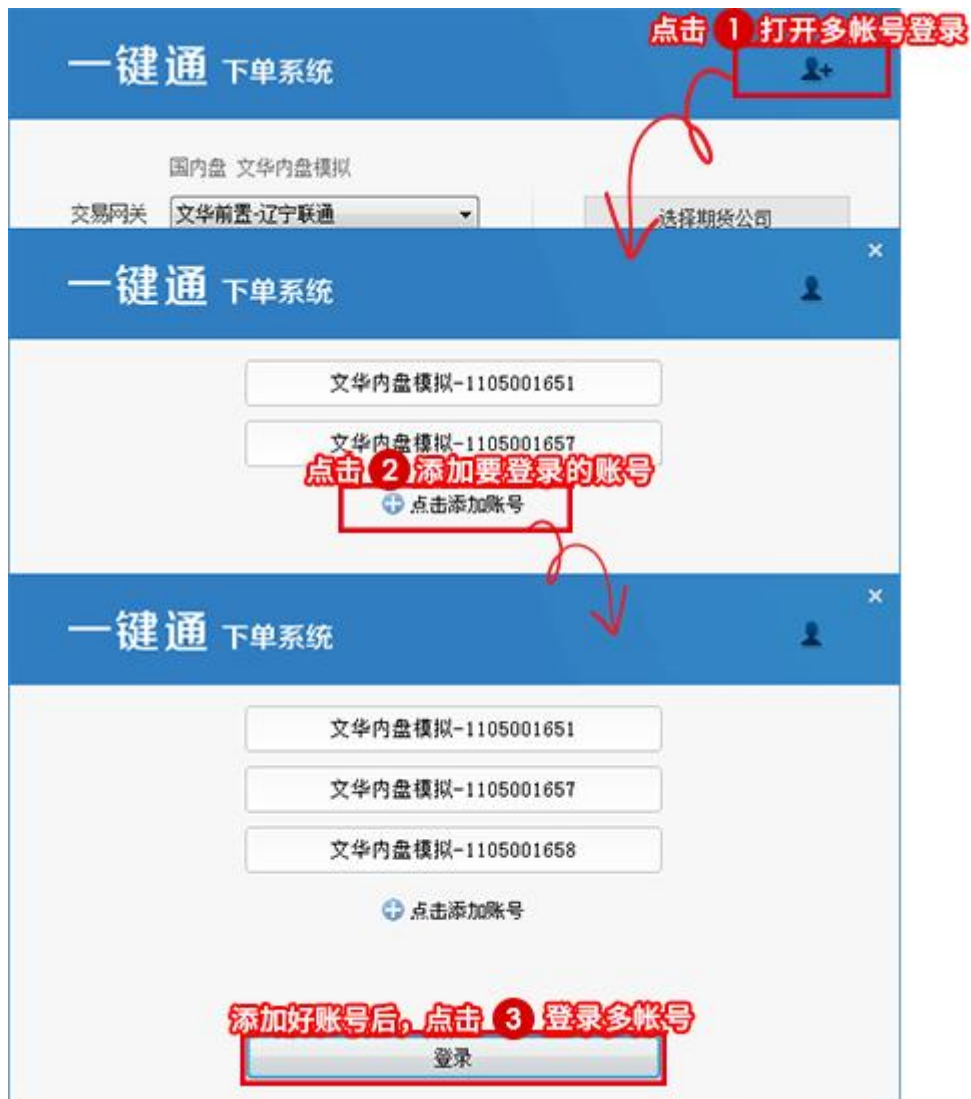 点击 1 打开多帐号登录
一键通 下单系统
国内盘 文华内盘模拟
交易网关 文华前置-辽宁联通
选择期货公司
一键通 下单系统
文华内盘模拟-1105001651
文华内盘模拟-1105001657
点击 2 添加要登录的账号
点击添加账号
一键通 下单系统
文华内盘模拟-1105001651
文华内盘模拟-1105001657
文华内盘模拟-1105001658
点击添加账号
添加好账号后，点击 3 登录多帐号
登录